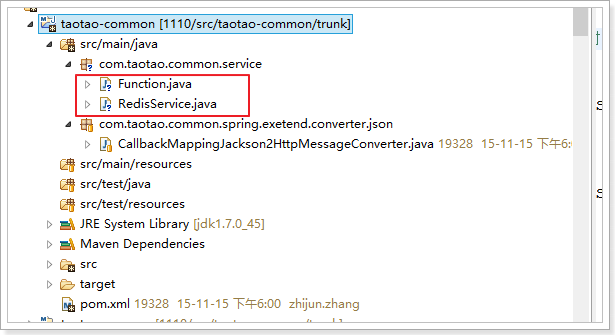 taotao-common [1110/src/taotao-common/trunk]
src/main/java
com.taotao.common.service
Function.java
RedisService.java
com.taotao.common.spring.exetend.converter.json
CallbackMappingJackson2HttpMessageConverter.java 19328 15-11-15 下午6:0
src/main/resources
src/test/java
src/test/resources
JRE System Library [jdk1.7.0_45]
Maven Dependencies
src
target
pom.xml 19328 15-11-15 下午6:00 zhijun.zhang